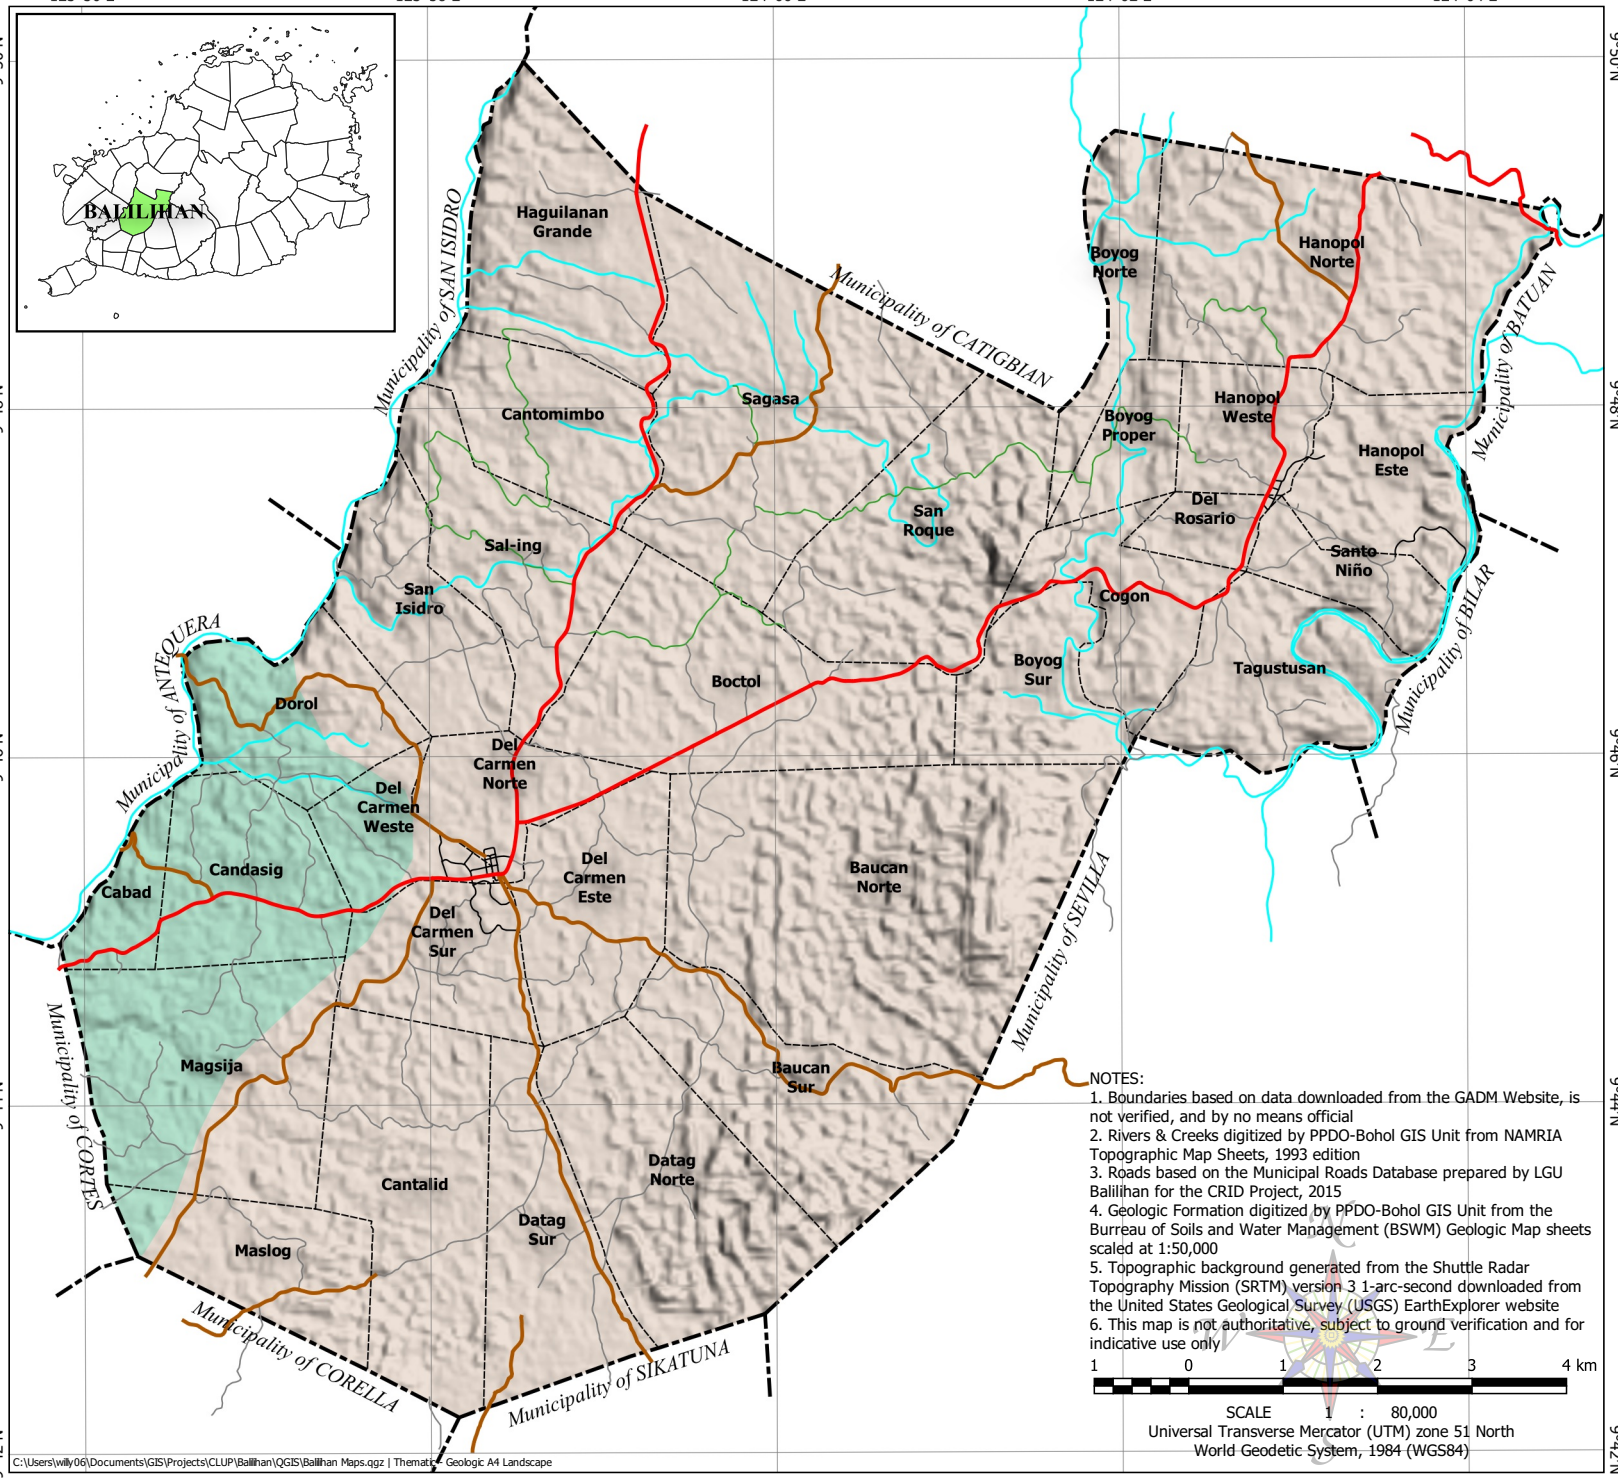 BALILIHAN
Municipality of SAN ISIDRO
Haguilanan
Grande
Municipality of CATIGBIAN
Boyog
Norte
Hanopol
Norte
Municipality of BATUAN
Cantomimbo
Sagasa
Hanopol
Weste
Boyog
Proper
Hanopol
Este
San
Roque
Del
Rosario
Sal-ing
Santo
Niño
San
Isidro
Cogon
Municipality of BILAR
Municipality of ANTEQUERA
Dorol
Boctol
Boyog
Sur
Tagustusan
Del
Carmen
Norte
Del
Carmen
Weste
Candasig
Cabad
Del
Carmen
Este
Baucan
Norte
Del
Carmen
Sur
Municipality of SEVILLA
Municipality of CORTES
Magsija
Baucan
Sur
Cantalid
Datag
Norte
Datag
Sur
Maslog
Municipality of CORELLA
Municipality of SIKATUNA
NOTES:
1. Boundaries based on data downloaded from the GADM Website, is
not verified, and by no means official
2. Rivers & Creeks digitized by PPDO-Bohol GIS Unit from NAMRIA
Topographic Map Sheets, 1993 edition
3. Roads based on the Municipal Roads Database prepared by LGU
Balilihan for the CRID Project, 2015
4. Geologic Formation digitized by PPDO-Bohol GIS Unit from the
Burreau of Soils and Water Management (BSWM) Geologic Map sheets
scaled at 1:50,000
5. Topographic background generated from the Shuttle Radar
Topography Mission (SRTM) version 3 1-arc-second downloaded from
the United States Geological Survey (USGS) EarthExplorer website
6. This map is not authoritative, subject to ground verification and for
indicative use only
N
W
E
S
1 0 1 2 3 4 km
SCALE 1 : 80,000
Universal Transverse Mercator (UTM) zone 51 North
World Geodetic System, 1984 (WGS84)
9°50'N
9°48'N
9°46'N
9°44'N
9°42'N
C:\Users\willy06\Documents\GIS\Projects\CLUP\Balilihan\QGIS\Balilihan Maps.qgz | Thematic - Geologic A4 Landscape